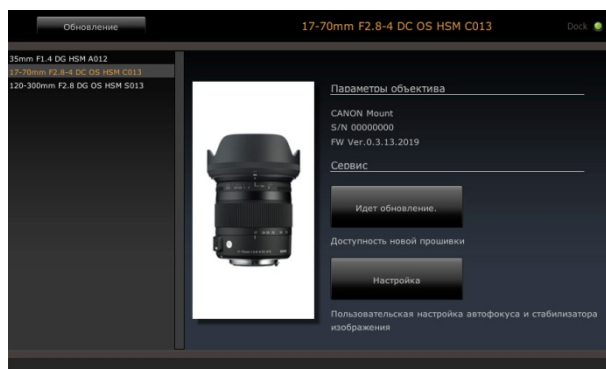 Обновление
17-70mm F2.8-4 DC OS HSM C013
Dock
35mm F1.4 DG HSM A012
17-70mm F2.8-4 DC OS HSM C013
120-300mm F2.8 DG OS HSM S013
Параметры объектива
CANON Mount
S/N 00000000
FW Ver.0.3.13.2019
Сервис
Идет обновление.
Доступность новой прошивки
Настройка
Пользовательская настройка автофокуса и стабилизатора
изображения